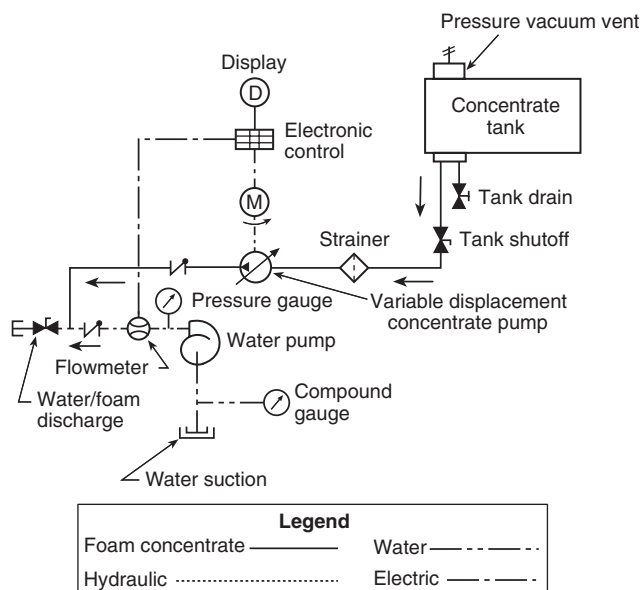 Pressure vacuum vent
Display
D
Concentrate
tank
Electronic
control
M
Tank drain
Strainer
Tank shutoff
Pressure gauge
Variable displacement
concentrate pump
Water pump
Flowmeter
Water/foam
discharge
Compound
gauge
Water suction
Legend
Foam concentrate
Water
Hydraulic
Electric